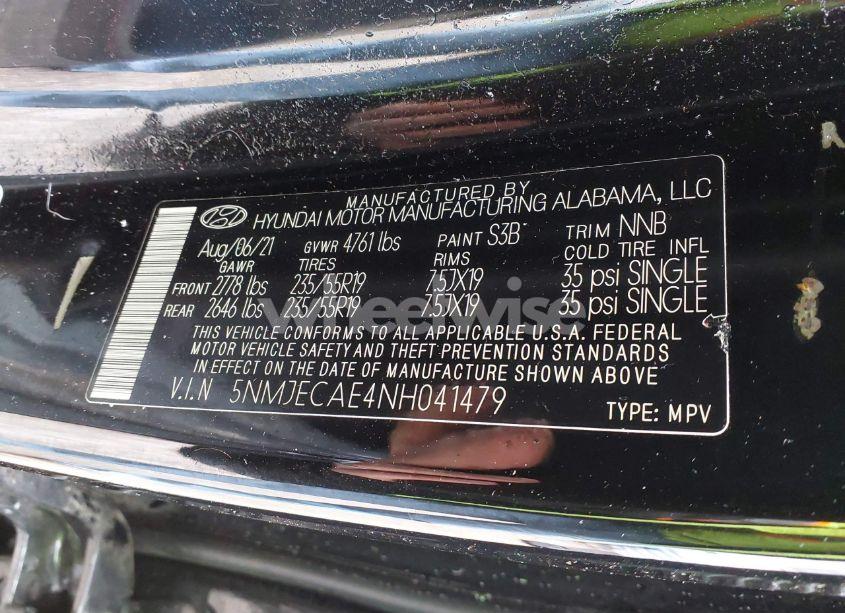 MANUFACTURED BY
HYUNDAI MOTOR MANUFACTURING ALABAMA, LLC
Aug/06/21 GVWR 4761 lbs PAINT S3B TRIM NNB
GAWR TIRES RIMS COLD TIRE INFL
FRONT 2778 lbs 235/55R19 7.5JX19 35 psi SINGLE
REAR 2646 lbs 235/55R19 7.5JX19 35 psi SINGLE
THIS VEHICLE CONFORMS TO ALL APPLICABLE U.S.A. FEDERAL
MOTOR VEHICLE SAFETY AND THEFT PREVENTION STANDARDS
IN EFFECT ON THE DATE OF MANUFACTURE SHOWN ABOVE
V.I.N 5NMJECAE4NH041479
TYPE: MPV